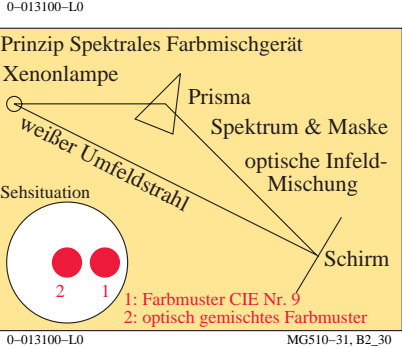 0–013100–L0
Prinzip Spektrales Farbmischgerät
Xenonlampe
Prisma
weißer Umfeldstrahl
Spektrum & Maske
optische Infeld-
Mischung
Sehsituation
Schirm
2 1
1: Farbmuster CIE Nr. 9
2: optisch gemischtes Farbmuster
0–013100–L0 MG510–31, B2_30